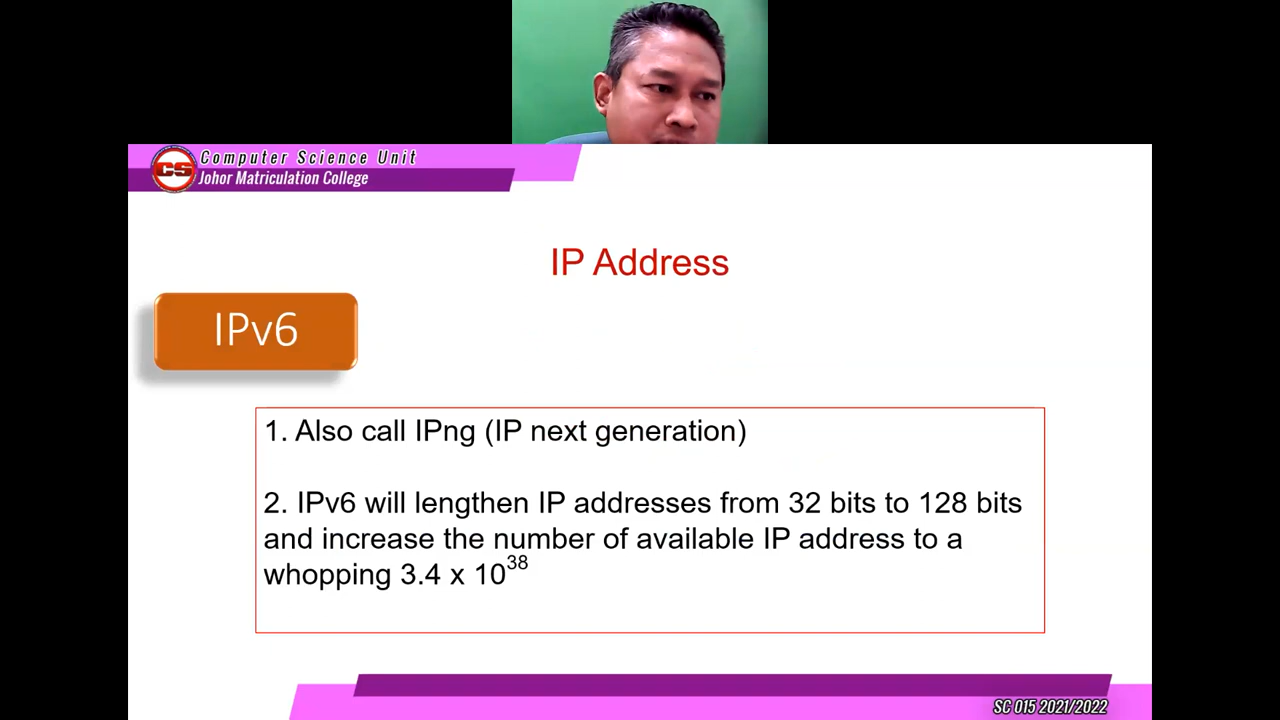 CS
Computer Science Unit
Johor Matriculation College
IP Address
IPv6
1. Also call IPng (IP next generation)
2. IPv6 will lengthen IP addresses from 32 bits to 128 bits
and increase the number of available IP address to a
whopping 3.4 x 10³⁸
SC 015 2021/2022